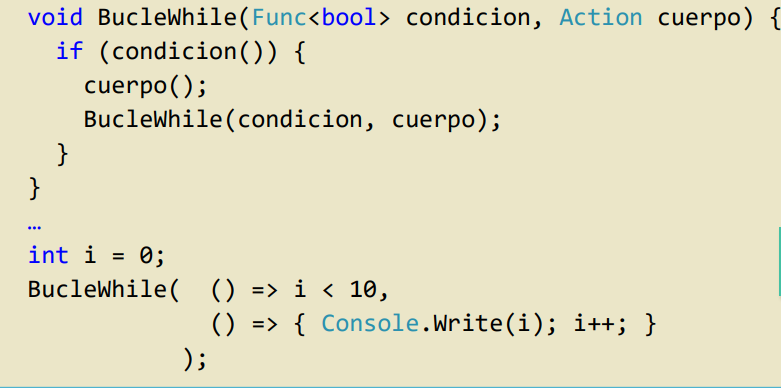 void BucleWhile(Func<bool> condicion, Action cuerpo) {
if (condicion()) {
cuerpo();
BucleWhile(condicion, cuerpo);
}
}
…
int i = 0;
BucleWhile( () => i < 10,
() => { Console.Write(i); i++; }
);